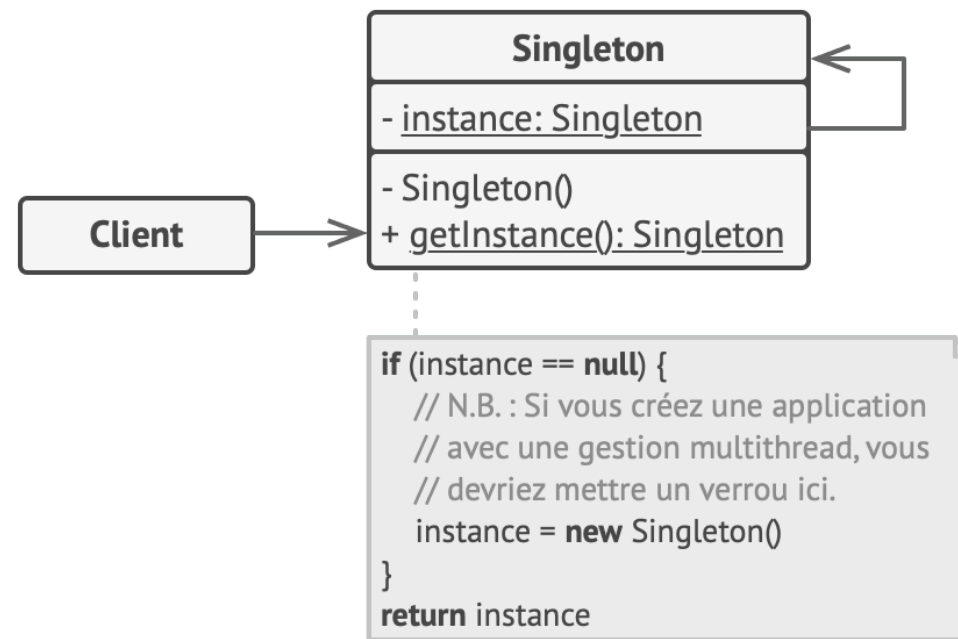 Singleton
- instance: Singleton
- Singleton()
+ getInstance(): Singleton
Client
if (instance == null) {
// N.B. : Si vous créez une application
// avec une gestion multithread, vous
// devriez mettre un verrou ici.
instance = new Singleton()
}
return instance